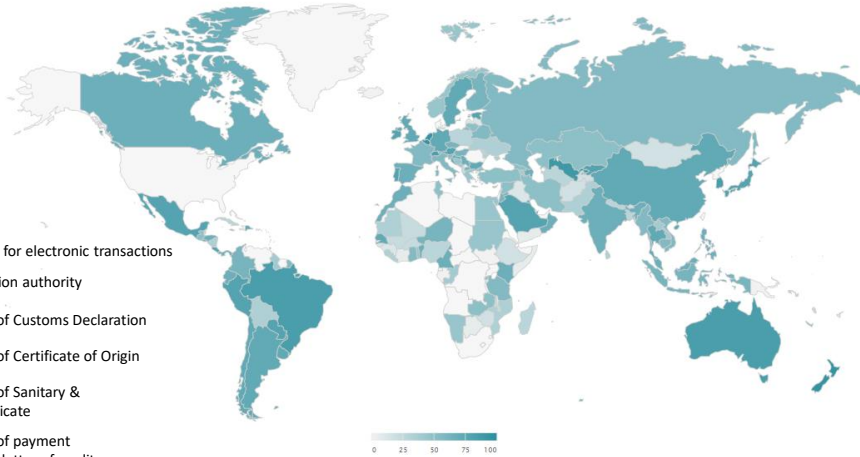 for electronic transactions
ion authority
of Customs Declaration
of Certificate of Origin
of Sanitary &
icate
of payment
0 25 50 75 100